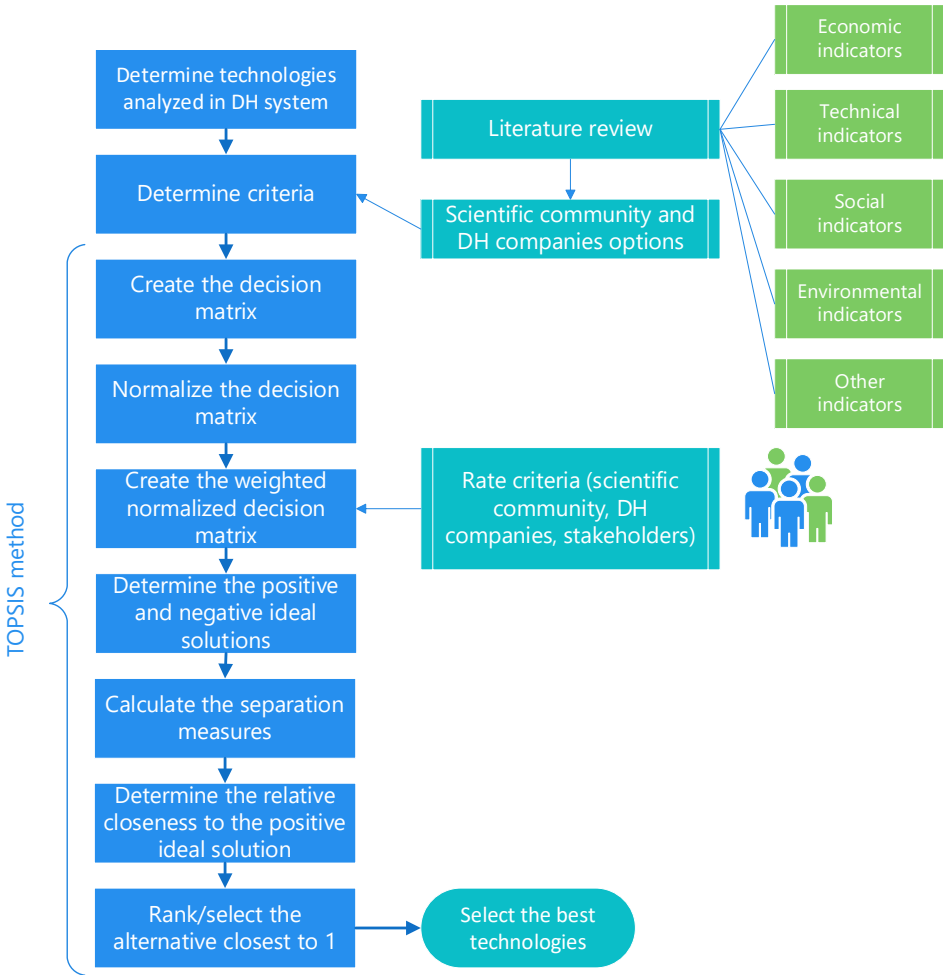 Determine technologies
analyzed in DH system
Determine criteria
Create the decision
matrix
Normalize the decision
matrix
Create the weighted
normalized decision
matrix
Determine the positive
and negative ideal
solutions
Calculate the separation
measures
Determine the relative
closeness to the positive
ideal solution
Rank/select the
alternative closest to 1
TOPSIS method
Literature review
Scientific community and
DH companies options
Rate criteria (scientific
community, DH
companies, stakeholders)
Select the best
technologies
Economic
indicators
Technical
indicators
Social
indicators
Environmental
indicators
Other
indicators